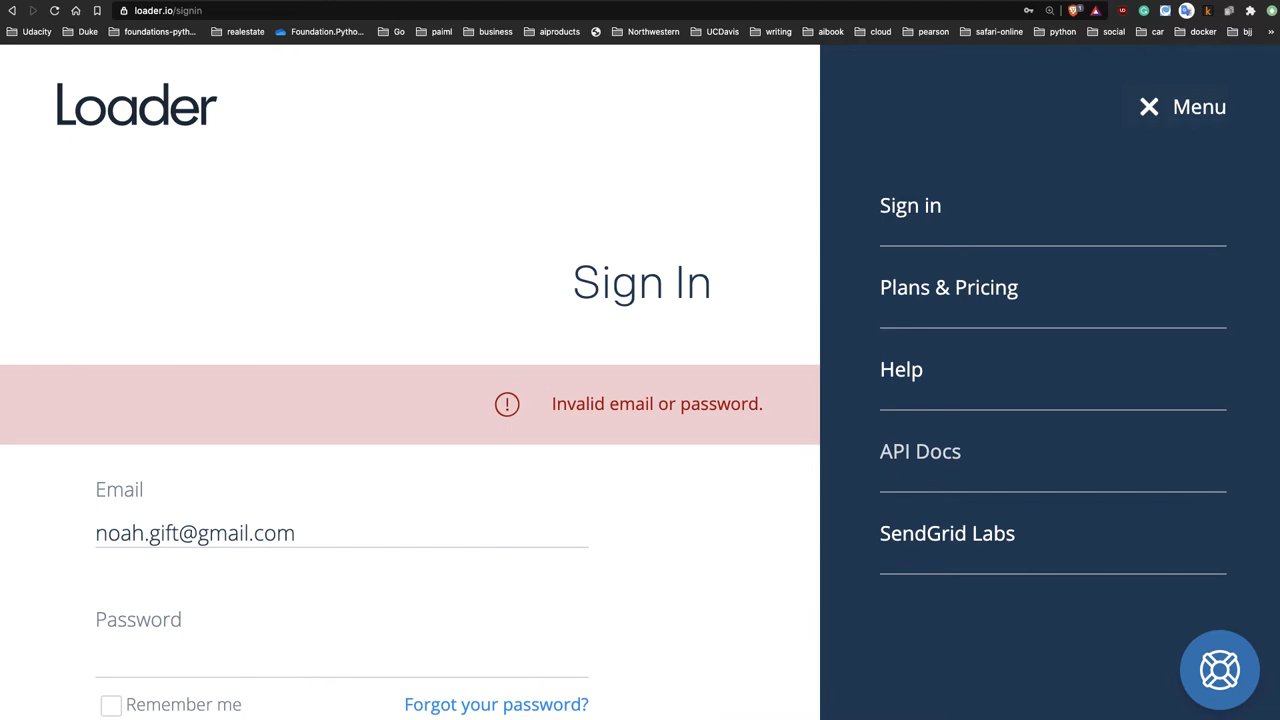 loader.io/signin
Udacity
Duke
foundations-pyth...
realestate
Foundation.Pytho...
Go
paiml
business
aiproducts
Northwestern
UCDavis
writing
aibook
cloud
pearson
safari-online
python
social
car
docker
bjj
»
Loader
Menu
Sign in
Plans & Pricing
Help
API Docs
SendGrid Labs
Sign In
Invalid email or password.
Email
noah.gift@gmail.com
Password
Remember me
Forgot your password?